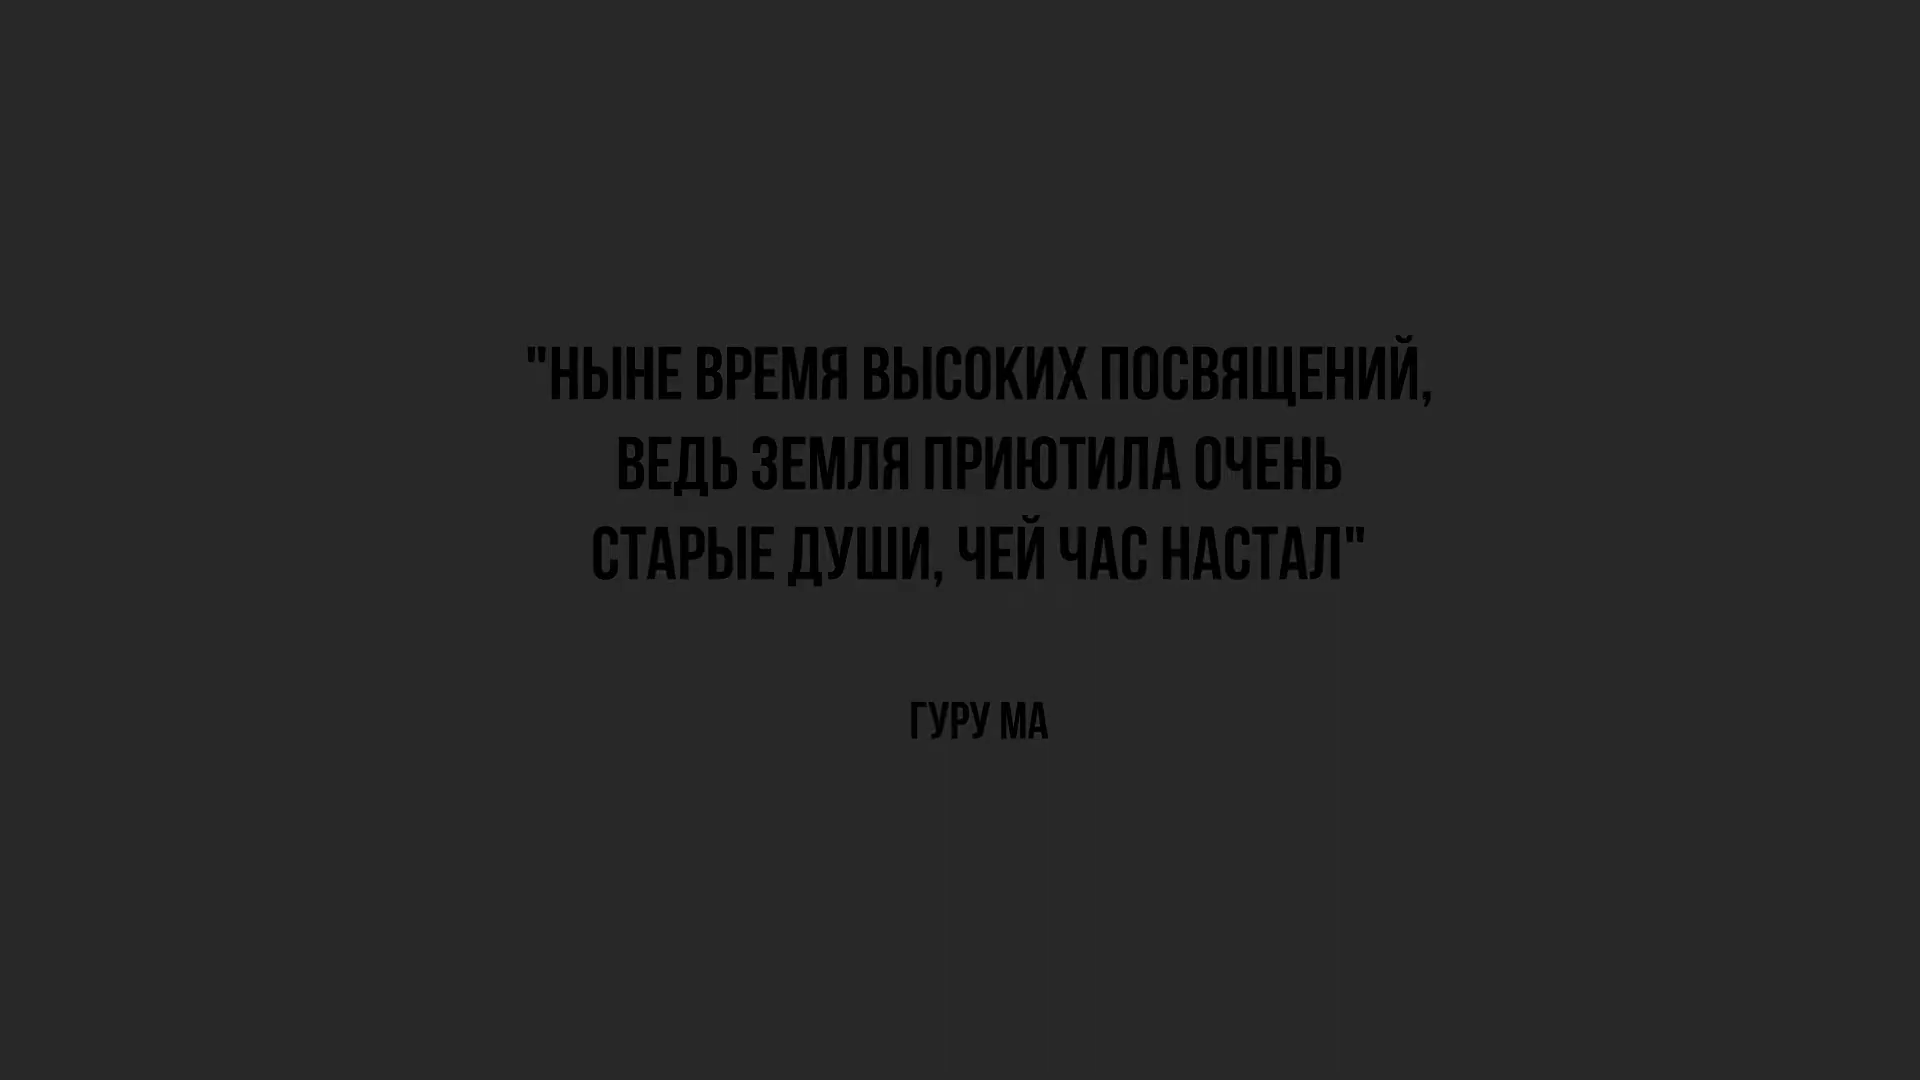 "НЫНЕ ВРЕМЯ ВЫСОКИХ ПОСВЯЩЕНИЙ,
ВЕДЬ ЗЕМЛЯ ПРИЮТИЛА ОЧЕНЬ
СТАРЫЕ ДУШИ, ЧЕЙ ЧАС НАСТАЛ"
ГУРУ МА